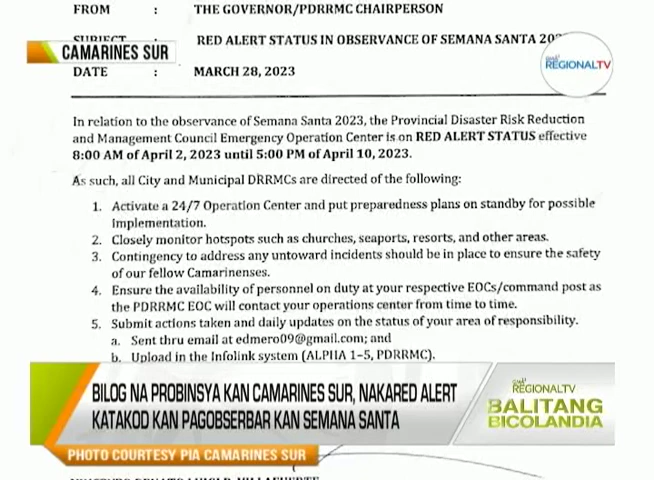 FROM : THE GOVERNOR/PDRRMC CHAIRPERSON
SUBJECT : RED ALERT STATUS IN OBSERVANCE OF SEMANA SANTA
CAMARINES SUR
GMA REGIONALTV
DATE : MARCH 28, 2023
In relation to the observance of Semana Santa 2023, the Provincial Disaster Risk Reduction
and Management Council Emergency Operation Center is on RED ALERT STATUS effective
8:00 AM of April 2, 2023 until 5:00 PM of April 10, 2023.
As such, all City and Municipal DRRMCs are directed of the following:
1. Activate a 24/7 Operation Center and put preparedness plans on standby for possible
implementation.
2. Closely monitor hotspots such as churches, seaports, resorts, and other areas.
3. Contingency to address any untoward incidents should be in place to ensure the safety
of our fellow Camarinenses.
4. Ensure the availability of personnel on duty at your respective EOCs/command post as
the PDRRMC EOC will contact your operations center from time to time.
5. Submit actions taken and daily updates on the status of your area of responsibility.
a. Sent thru email at edmero09@gmail.com; and
b. Upload in the Infolink system (ALPHA 1-5, PDRRMC).
BILOG NA PROBINSYA KAN CAMARINES SUR, NAKARED ALERT
KATAKOD KAN PAGOBSERBAR KAN SEMANA SANTA
GMA REGIONALTV
BALITANG
BICOLANDIA
PHOTO COURTESY PIA CAMARINES SUR